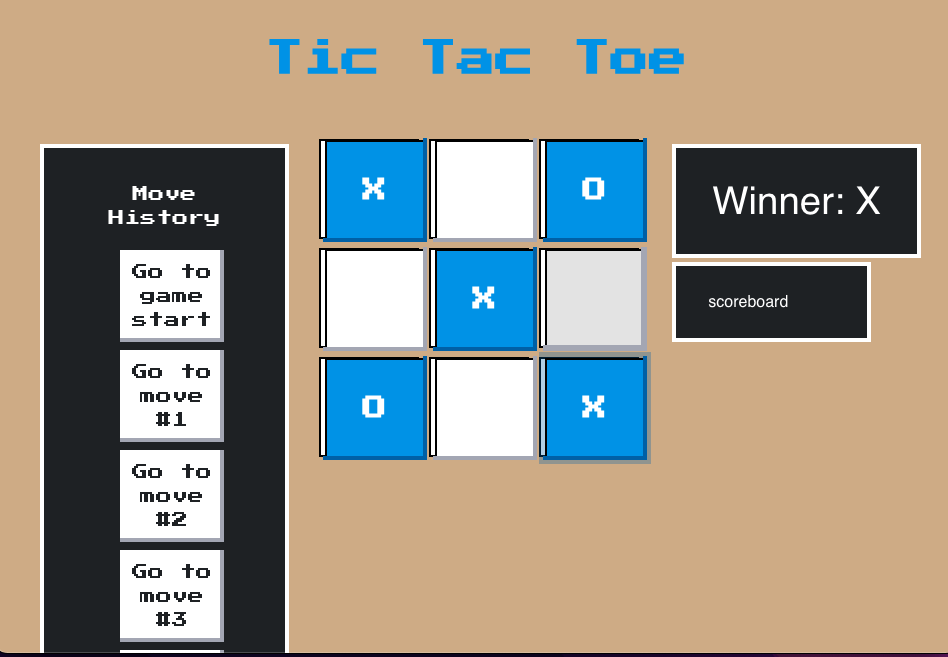 Tic Tac Toe
Move
History
Go to
game
start
Go to
move
#1
Go to
move
#2
Go to
move
#3
X O
X
O X
Winner: X
scoreboard